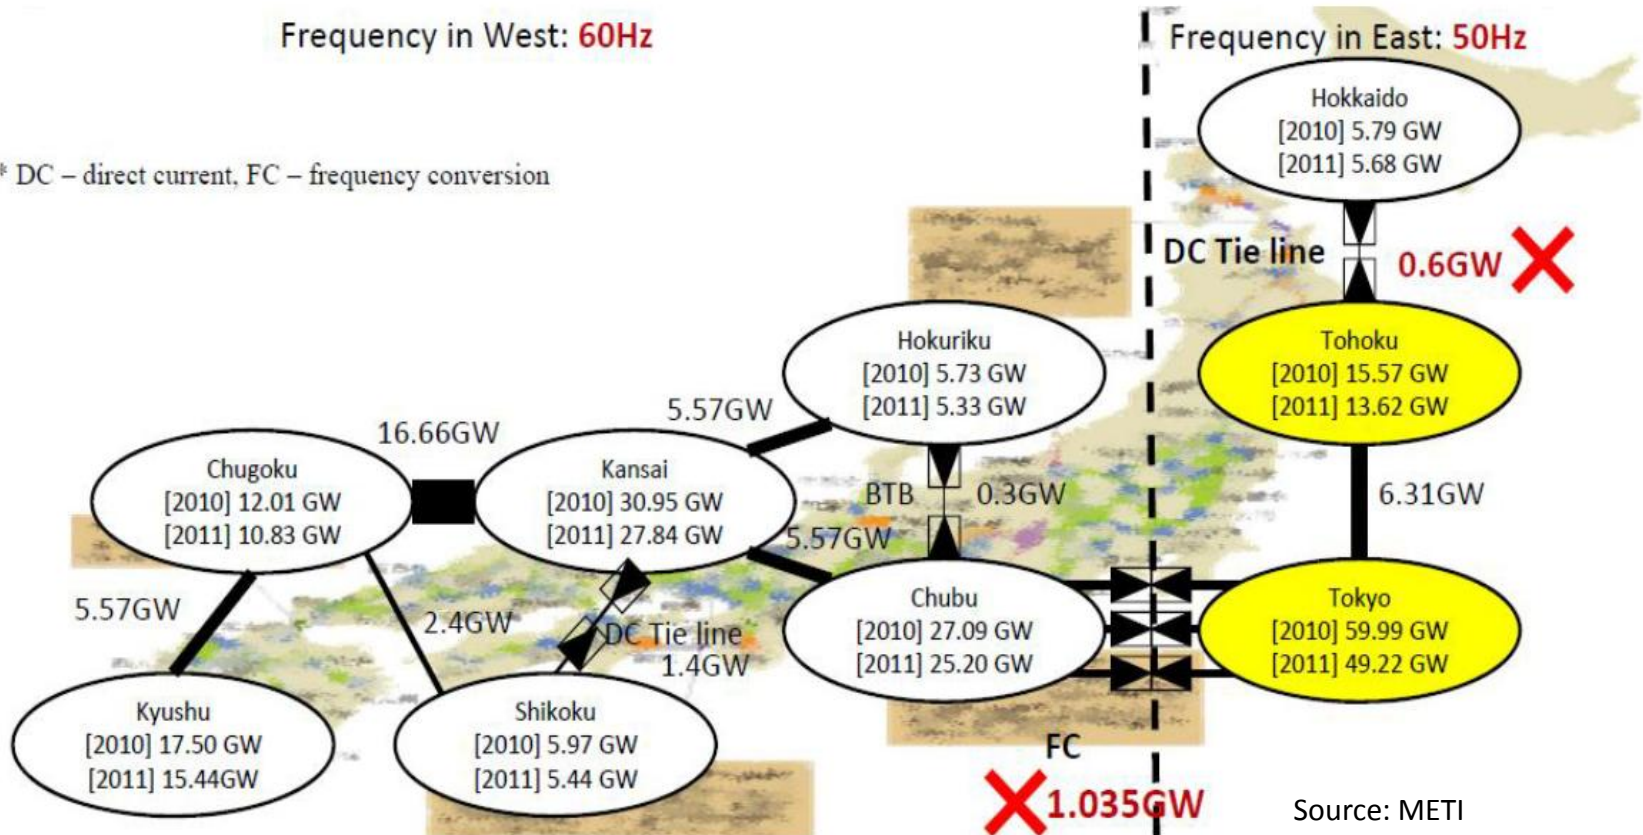 Frequency in West: 60Hz
Frequency in East: 50Hz
* DC – direct current, FC – frequency conversion
Hokkaido
[2010] 5.79 GW
[2011] 5.68 GW
DC Tie line
0.6GW
Tohoku
[2010] 15.57 GW
[2011] 13.62 GW
Hokuriku
[2010] 5.73 GW
[2011] 5.33 GW
5.57GW
16.66GW
Chugoku
[2010] 12.01 GW
[2011] 10.83 GW
Kansai
[2010] 30.95 GW
[2011] 27.84 GW
BTB
0.3GW
6.31GW
5.57GW
5.57GW
2.4GW
DC Tie line
1.4GW
Chubu
[2010] 27.09 GW
[2011] 25.20 GW
Tokyo
[2010] 59.99 GW
[2011] 49.22 GW
Kyushu
[2010] 17.50 GW
[2011] 15.44GW
Shikoku
[2010] 5.97 GW
[2011] 5.44 GW
FC
1.035GW
Source: METI